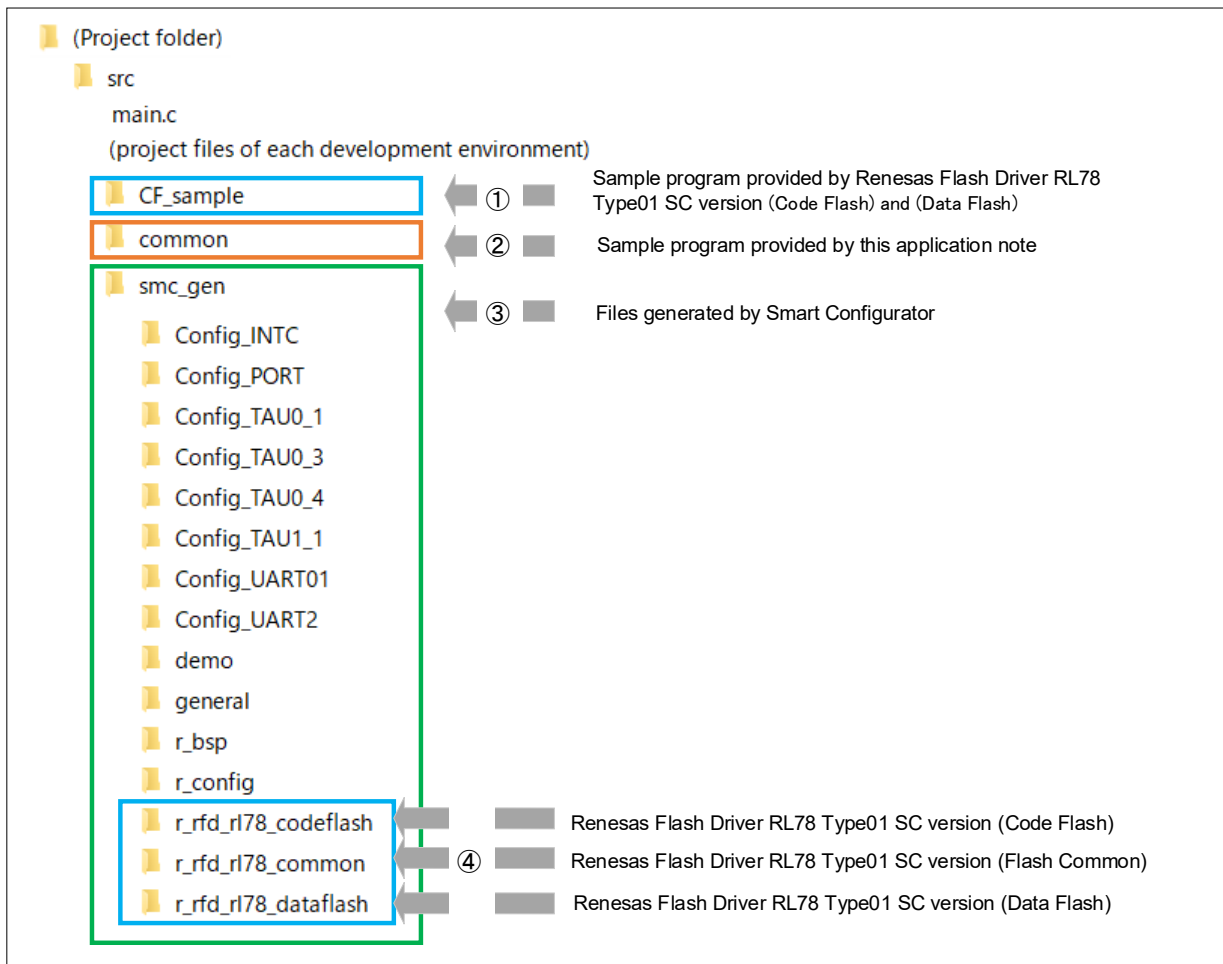 (Project folder)
src
main.c
(project files of each development environment)
CF_sample
①
Sample program provided by Renesas Flash Driver RL78
Type01 SC version (Code Flash) and (Data Flash)
common
②
Sample program provided by this application note
smc_gen
③
Files generated by Smart Configurator
Config_INTC
Config_PORT
Config_TAU0_1
Config_TAU0_3
Config_TAU0_4
Config_TAU1_1
Config_UART01
Config_UART2
demo
general
r_bsp
r_config
r_rfd_rl78_codeflash
Renesas Flash Driver RL78 Type01 SC version (Code Flash)
r_rfd_rl78_common
④
Renesas Flash Driver RL78 Type01 SC version (Flash Common)
r_rfd_rl78_dataflash
Renesas Flash Driver RL78 Type01 SC version (Data Flash)